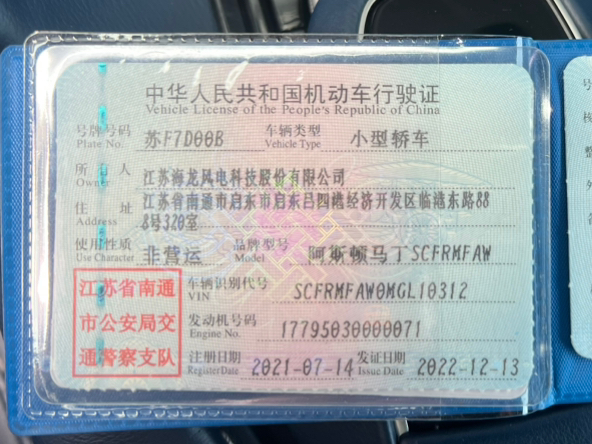 中华人民共和国机动车行驶证
Vehicle License of the People's Republic of China
号牌号码 苏F7D00B 车辆类型 小型轿车
Plate No. Vehicle Type
所有人 江苏海龙风电科技股份有限公司
Owner
住址 江苏省南通市启东市启东吕四港经济开发区临港东路88
Address 8号320室
使用性质 非营运 品牌型号 阿斯顿马丁SCFRMFAW
Use Character Model
江苏省南通
市公安局交
通警察支队
车辆识别代号 SCFRMFAW0MGL10312
VIN
发动机号码 17795030000071
Engine No.
注册日期 2021-07-14 发证日期 2022-12-13
Register Date Issue Date
号
核
整
外